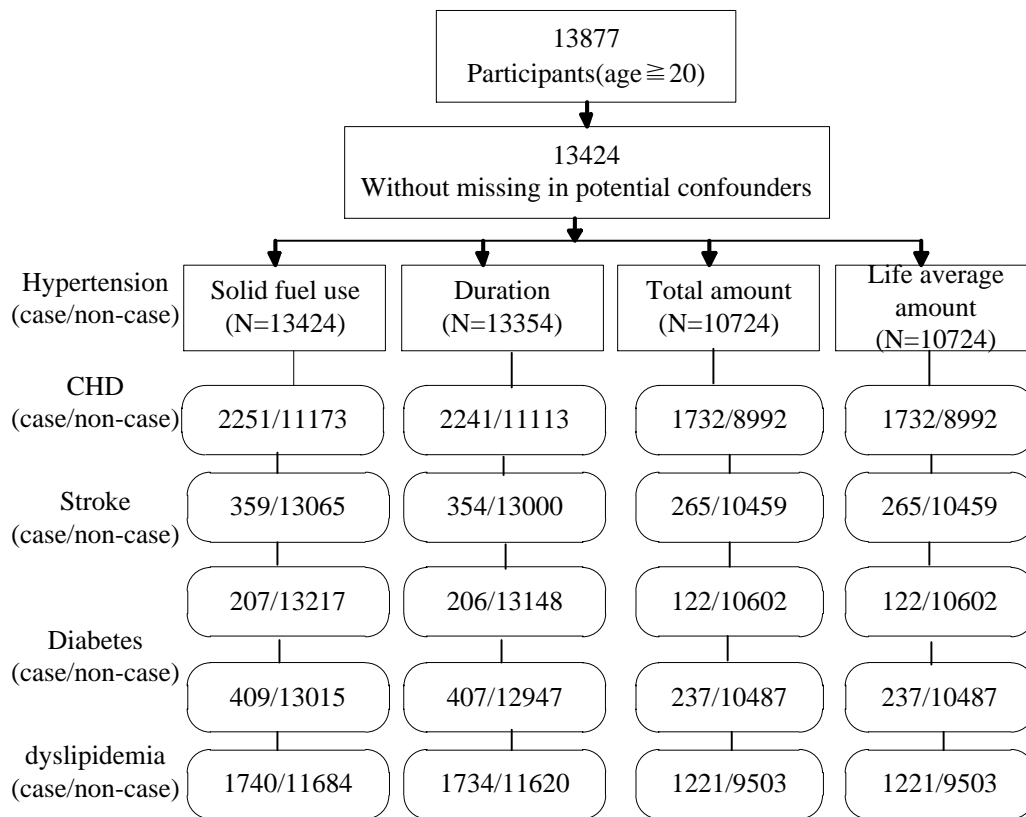 13877
Participants(age≧20)
13424
Without missing in potential confounders
Hypertension
(case/non-case)
Solid fuel use
(N=13424)
Duration
(N=13354)
Total amount
(N=10724)
Life average
amount
(N=10724)
CHD
(case/non-case)
2251/11173
2241/11113
1732/8992
1732/8992
Stroke
(case/non-case)
359/13065
354/13000
265/10459
265/10459
207/13217
206/13148
122/10602
122/10602
Diabetes
(case/non-case)
409/13015
407/12947
237/10487
237/10487
dyslipidemia
(case/non-case)
1740/11684
1734/11620
1221/9503
1221/9503